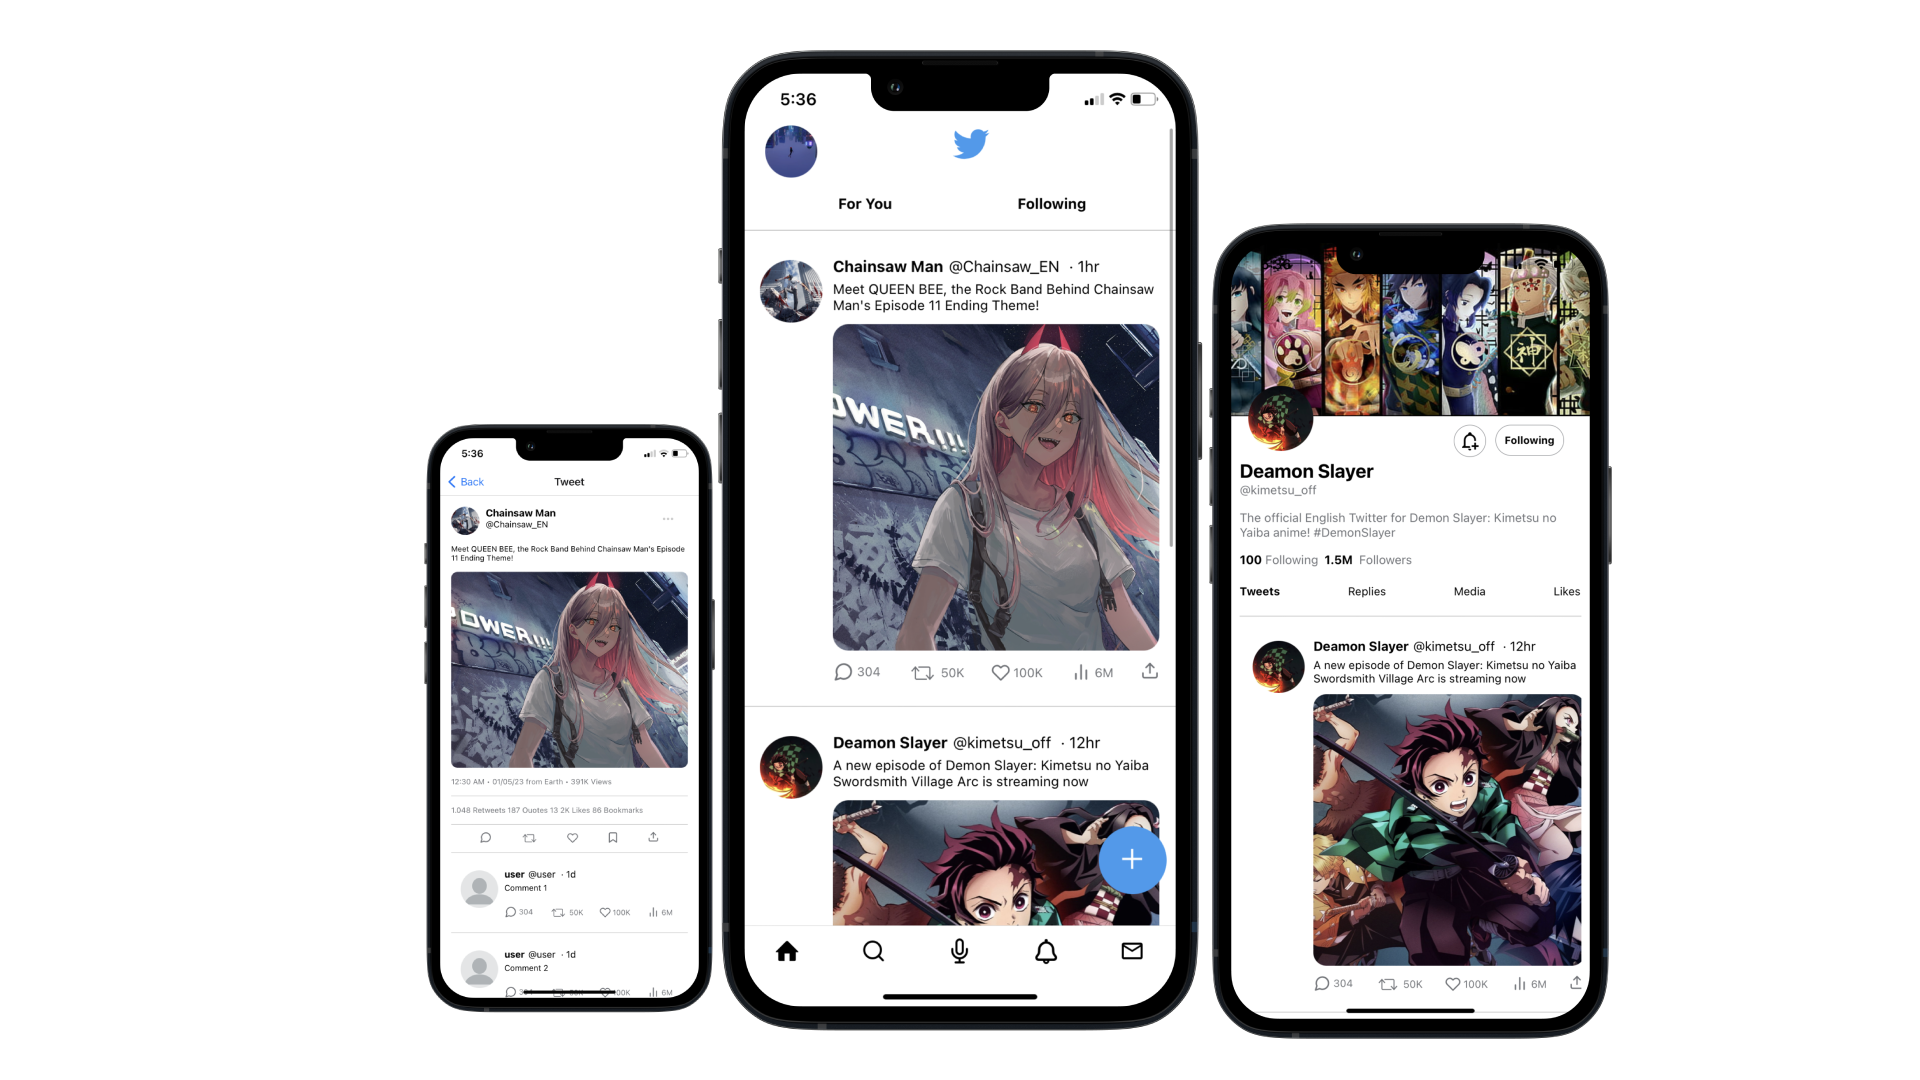 5:36
Back
Tweet
Chainsaw Man
@Chainsaw_EN
Meet QUEEN BEE, the Rock Band Behind Chainsaw Man's Episode
11 Ending Theme!
POWER!!!
12:30 AM • 01/05/23 from Earth • 391K Views
1.048 Retweets 187 Quotes 13 2K Likes 86 Bookmarks
user @user · 1d
Comment 1
304 50K 100K 6M
user @user · 1d
Comment 2
6M
5:36
For You Following
Chainsaw Man @Chainsaw_EN · 1hr
Meet QUEEN BEE, the Rock Band Behind Chainsaw
Man's Episode 11 Ending Theme!
OWER!!!
304 50K 100K 6M
Deamon Slayer @kimetsu_off · 12hr
A new episode of Demon Slayer: Kimetsu no Yaiba
Swordsmith Village Arc is streaming now
神
Following
Deamon Slayer
@kimetsu_off
The official English Twitter for Demon Slayer: Kimetsu no
Yaiba anime! #DemonSlayer
100 Following 1.5M Followers
Tweets Replies Media Likes
Deamon Slayer @kimetsu_off · 12hr
A new episode of Demon Slayer: Kimetsu no Yaiba
Swordsmith Village Arc is streaming now
304 50K 100K 6M